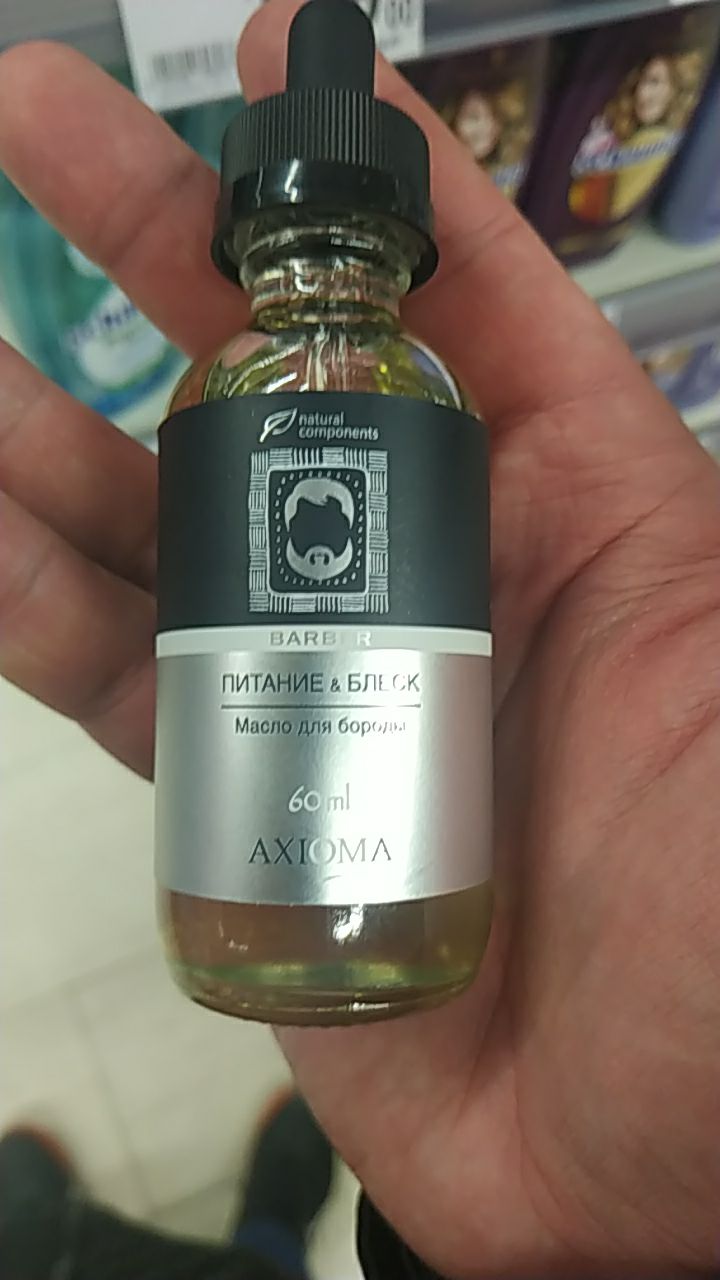 natural
components
BARBER
ПИТАНИЕ & БЛЕСК
Масло для бороды
60 ml
AXIOMA